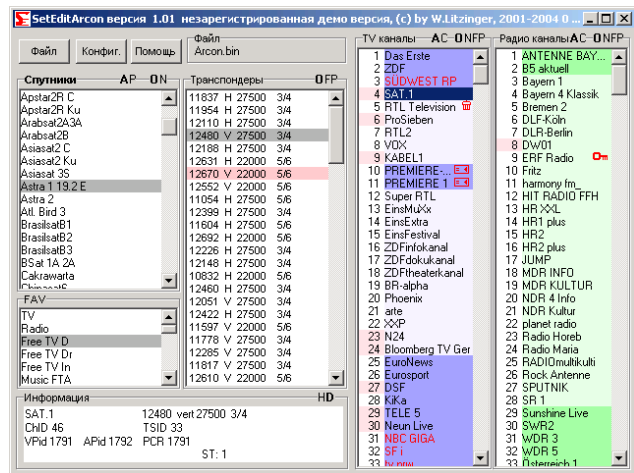 SetEditArcon версия 1.01 незарегистрированная демо версия, (c) by W.Litzinger, 2001-2004 0 ...
Файл
Конфиг.
Помощь
Файл
Arcon.bin
Спутники AP ON
Apstar2R C
Apstar2R Ku
Arabsat2A3A
Arabsat2B
Asiasat2 C
Asiasat2 Ku
Asiasat 3S
Astra 1 19.2 E
Astra 2
Atl. Bird 3
BrasilsatB1
BrasilsatB2
BrasilsatB3
BSat 1A 2A
Cakrawarta
ChinasatG
FAV
TV
Radio
Free TV D
Free TV Dr
Free TV In
Music FTA
Транспондеры OFP
11837 H 27500 3/4
11954 H 27500 3/4
12110 H 27500 3/4
12480 V 27500 3/4
12188 H 27500 3/4
12631 H 22000 5/6
12670 V 22000 5/6
12552 V 22000 5/6
11054 H 27500 5/6
12399 H 27500 3/4
11604 H 27500 5/6
12692 H 22000 5/6
12226 H 27500 3/4
12148 H 27500 3/4
10832 H 22000 5/6
12460 H 27500 3/4
12051 V 27500 3/4
12422 H 27500 3/4
11597 V 22000 5/6
11778 V 27500 3/4
12285 V 27500 3/4
11817 V 27500 3/4
12610 V 22000 5/6
Информация HD
SAT.1 12480 vert 27500 3/4
ChID 46 TSID 33
VPid 1791 APid 1792 PCR 1791
ST: 1
TV каналы AC ONFP
1 Das Erste
2 ZDF
3 SÜDWEST RP
4 SAT.1
5 RTL Television
6 ProSieben
7 RTL2
8 VOX
9 KABEL1
10 PREMIERE-...
11 PREMIERE 1
12 Super RTL
13 EinsMuXx
14 EinsExtra
15 EinsFestival
16 ZDFinfokanal
17 ZDFdokukanal
18 ZDFtheaterkanal
19 BR-alpha
20 Phoenix
21 arte
22 XXP
23 N24
24 Bloomberg TV Ger
25 EuroNews
26 Eurosport
27 DSF
28 KiKa
29 TELE 5
30 Neun Live
31 NBC GIGA
32 SF i
33 tv.nrw
Радио каналы AC ONFP
1 ANTENNE BAY...
2 B5 aktuell
3 Bayern 1
4 Bayern 4 Klassik
5 Bremen 2
6 DLF-Köln
7 DLR-Berlin
8 DW01
9 ERF Radio
10 Fritz
11 harmony fm_
12 HIT RADIO FFH
13 HR XXL
14 HR1 plus
15 HR2
16 HR2 plus
17 JUMP
18 MDR INFO
19 MDR KULTUR
20 NDR 4 Info
21 NDR Kultur
22 planet radio
23 Radio Horeb
24 Radio Maria
25 RADIOmultikulti
26 Rock Antenne
27 SPUTNIK
28 SR 1
29 Sunshine Live
30 SWR2
31 WDR 3
32 WDR 5
33 Österreich 1